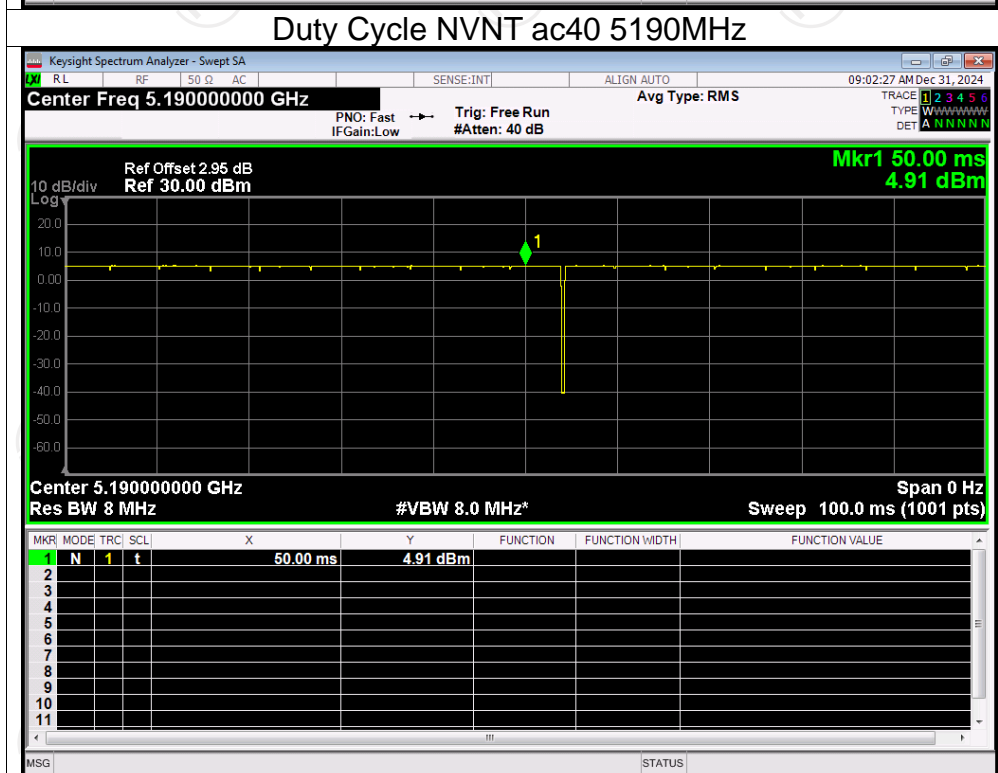 Duty Cycle NVNT ac40 5190MHz
Keysight Spectrum Analyzer - Swept SA
LXI RL RF 50 Ω AC SENSE:INT ALIGN AUTO 09:02:27 AM Dec 31, 2024
Center Freq 5.190000000 GHz Avg Type: RMS TRACE 1 2 3 4 5 6
PNO: Fast Trig: Free Run TYPE WWWWWW
IFGain:Low #Atten: 40 dB DET A N N N N N
Mkr1 50.00 ms
Ref Offset 2.95 dB
10 dB/div Ref 30.00 dBm 4.91 dBm
Log
20.0
1
10.0
0.00
-10.0
-20.0
-30.0
-40.0
-50.0
-60.0
Center 5.190000000 GHz Span 0 Hz
Res BW 8 MHz #VBW 8.0 MHz* Sweep 100.0 ms (1001 pts)
MKR MODE TRC SCL X Y FUNCTION FUNCTION WIDTH FUNCTION VALUE
1 N 1 t 50.00 ms 4.91 dBm
2
3
4
5
6
7
8
9
10
11
MSG STATUS